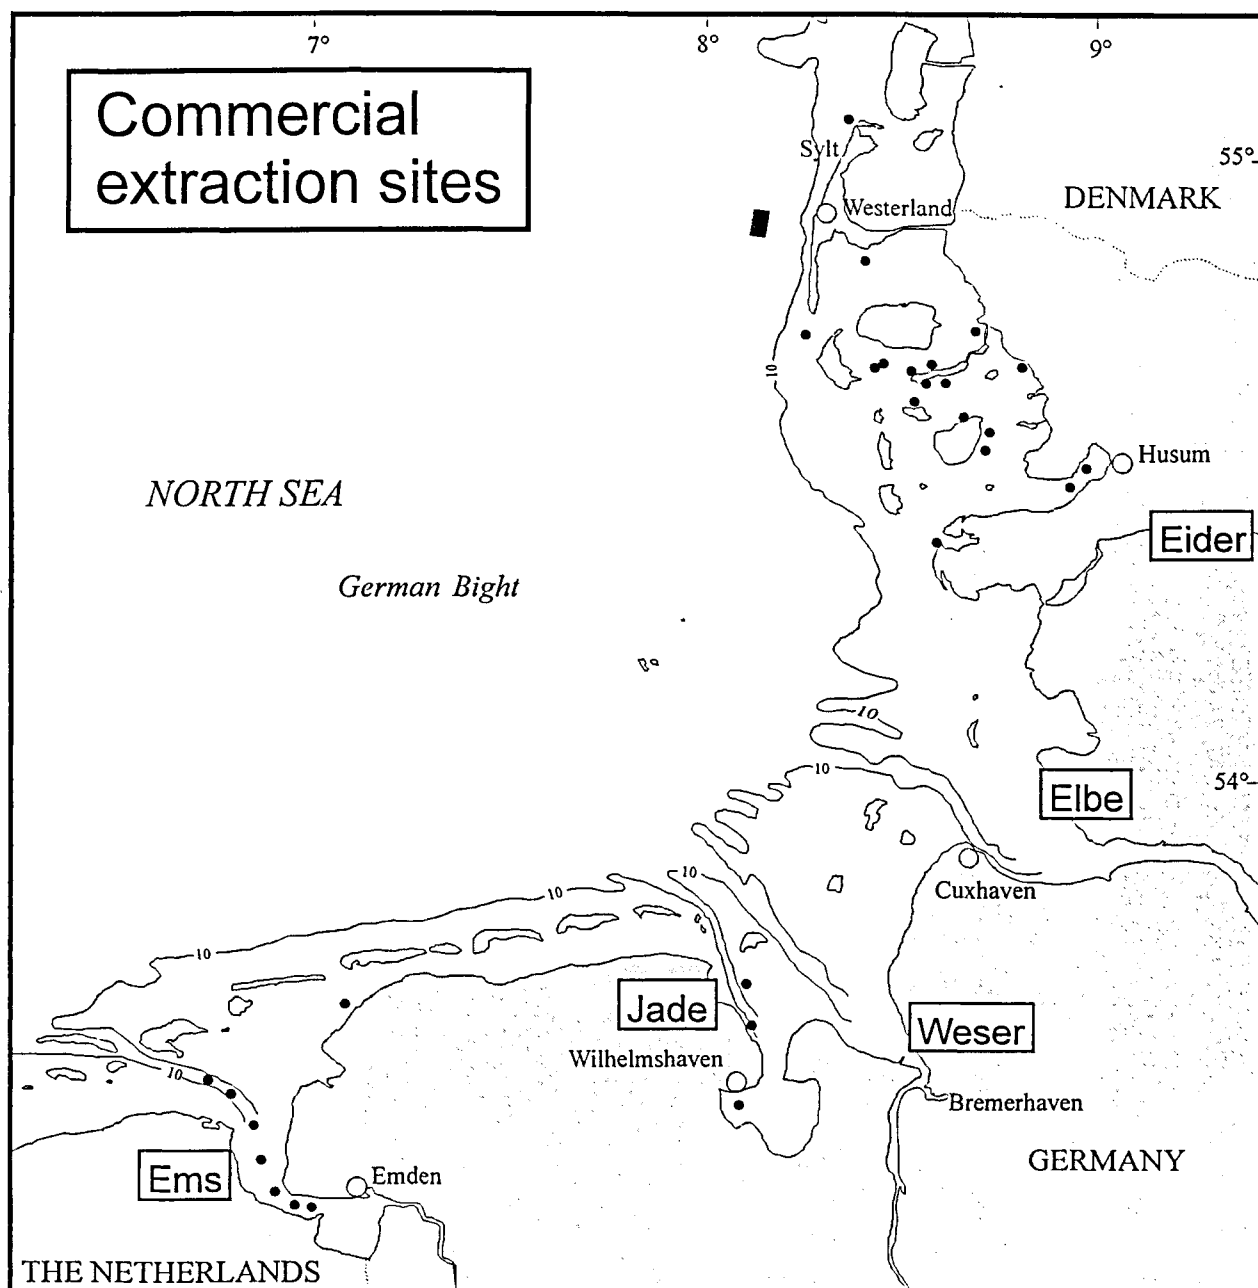 7°
8°
9°
Commercial
extraction sites
Sylt
55°
DENMARK
Westerland
10
Husum
NORTH SEA
Eider
German Bight
10
10
54°
Elbe
10
10
Cuxhaven
10
Jade
Weser
Wilhelmshaven
10
Bremerhaven
Ems
Emden
GERMANY
THE NETHERLANDS